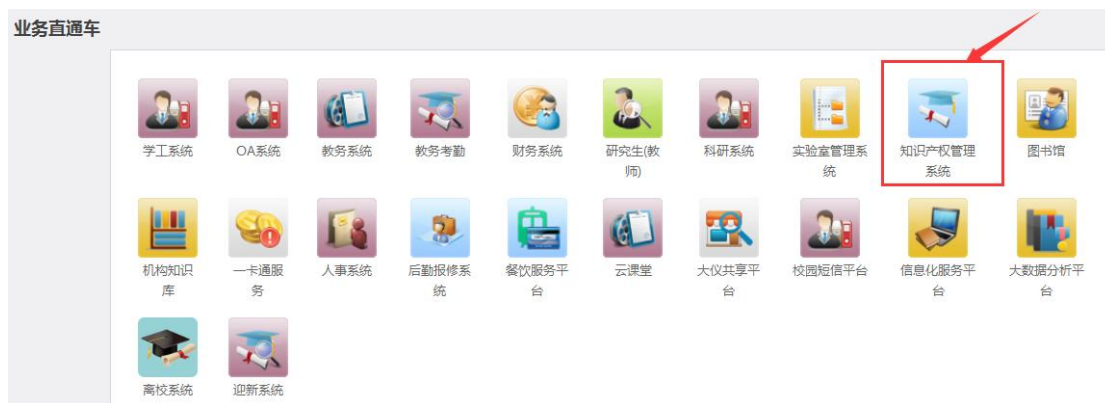 业务直通车
学工系统 OA系统 教务系统 教务考勤 财务系统 研究生(教 科研系统 实验室管理系 知识产权管理 图书馆
师) 统 系统
机构知识 一卡通服 人事系统 后勤报修系 餐饮服务平 云课堂 大仪共享平 校园短信平台 信息化服务平 大数据分析平
库 务 统 台 台 台 台
离校系统 迎新系统